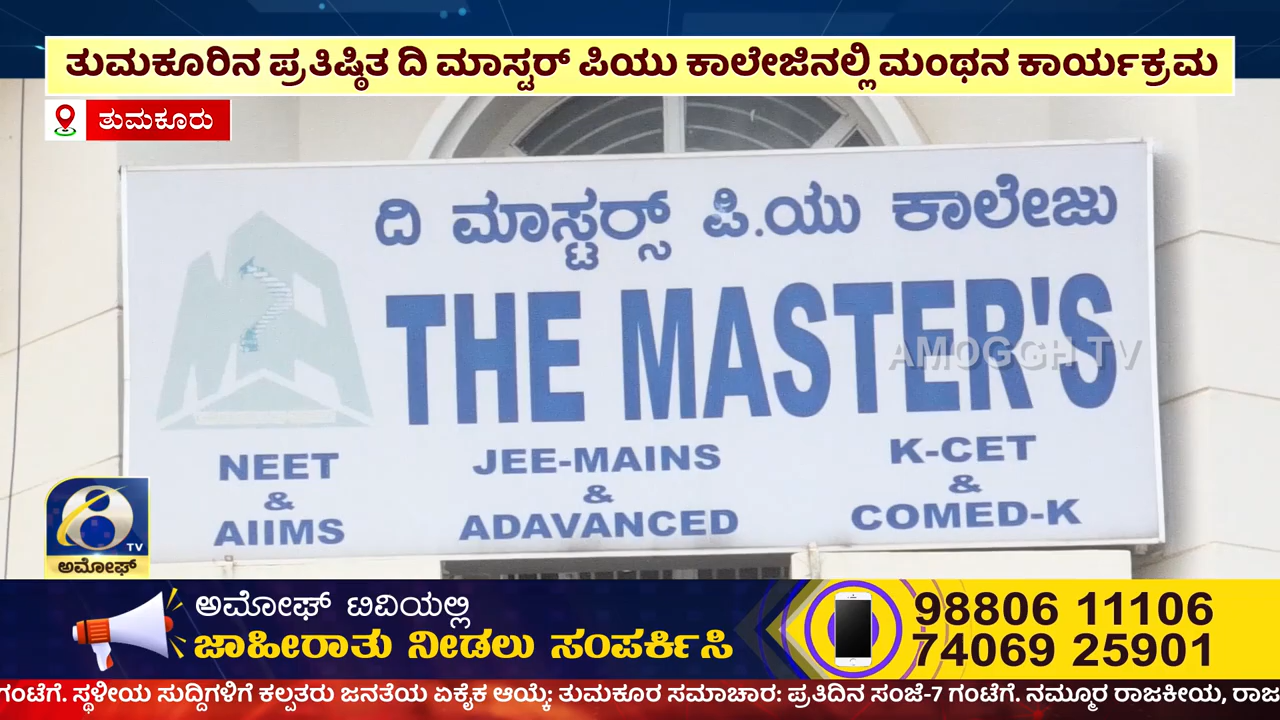 ತುಮಕೂರಿನ ಪ್ರತಿಷ್ಠಿತ ದಿ ಮಾಸ್ಟರ್ ಪಿಯು ಕಾಲೇಜಿನಲ್ಲಿ ಮಂಥನ ಕಾರ್ಯಕ್ರಮ
ತುಮಕೂರು
ದಿ ಮಾಸ್ಟರ್‍ಸ್ ಪಿ.ಯು ಕಾಲೇಜು
THE MASTER'S
AMOGGH TV
NEET & AIIMS
JEE-MAINS & ADAVANCED
K-CET & COMED-K
TV
ಅಮೋಘ್
ಅಮೋಘ್ ಟಿವಿಯಲ್ಲಿ
ಜಾಹೀರಾತು ನೀಡಲು ಸಂಪರ್ಕಿಸಿ
98806 11106
74069 25901
ಗಂಟೆಗೆ. ಸ್ಥಳೀಯ ಸುದ್ದಿಗಳಿಗೆ ಕಲ್ಪತರು ಜನತೆಯ ಏಕೈಕ ಆಯ್ಕೆ: ತುಮಕೂರ ಸಮಾಚಾರ: ಪ್ರತಿದಿನ ಸಂಜೆ-7 ಗಂಟೆಗೆ. ನಮ್ಮೂರ ರಾಜಕೀಯ,